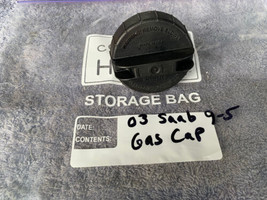 STORAGE BAG
DATE:
CONTENTS:
03 Saab 9-5
Gas Cap